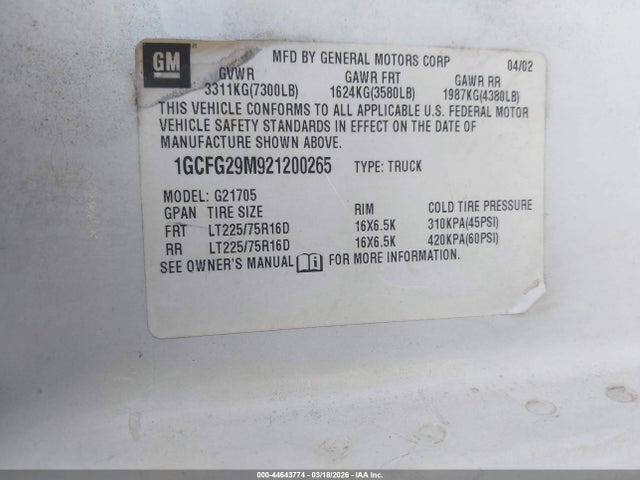 GM
MFD BY GENERAL MOTORS CORP 04/02
GVWR GAWR FRT GAWR RR
3311KG(7300LB) 1624KG(3580LB) 1987KG(4380LB)
THIS VEHICLE CONFORMS TO ALL APPLICABLE U.S. FEDERAL MOTOR
VEHICLE SAFETY STANDARDS IN EFFECT ON THE DATE OF
MANUFACTURE SHOWN ABOVE.
1GCFG29M921200265 TYPE: TRUCK
MODEL: G21705
GPAN TIRE SIZE RIM COLD TIRE PRESSURE
FRT LT225/75R16D 16X6.5K 310KPA(45PSI)
RR LT225/75R16D 16X6.5K 420KPA(60PSI)
SEE OWNER'S MANUAL i FOR MORE INFORMATION.
000-44643774 | 03/18/2026 - IAA Inc.